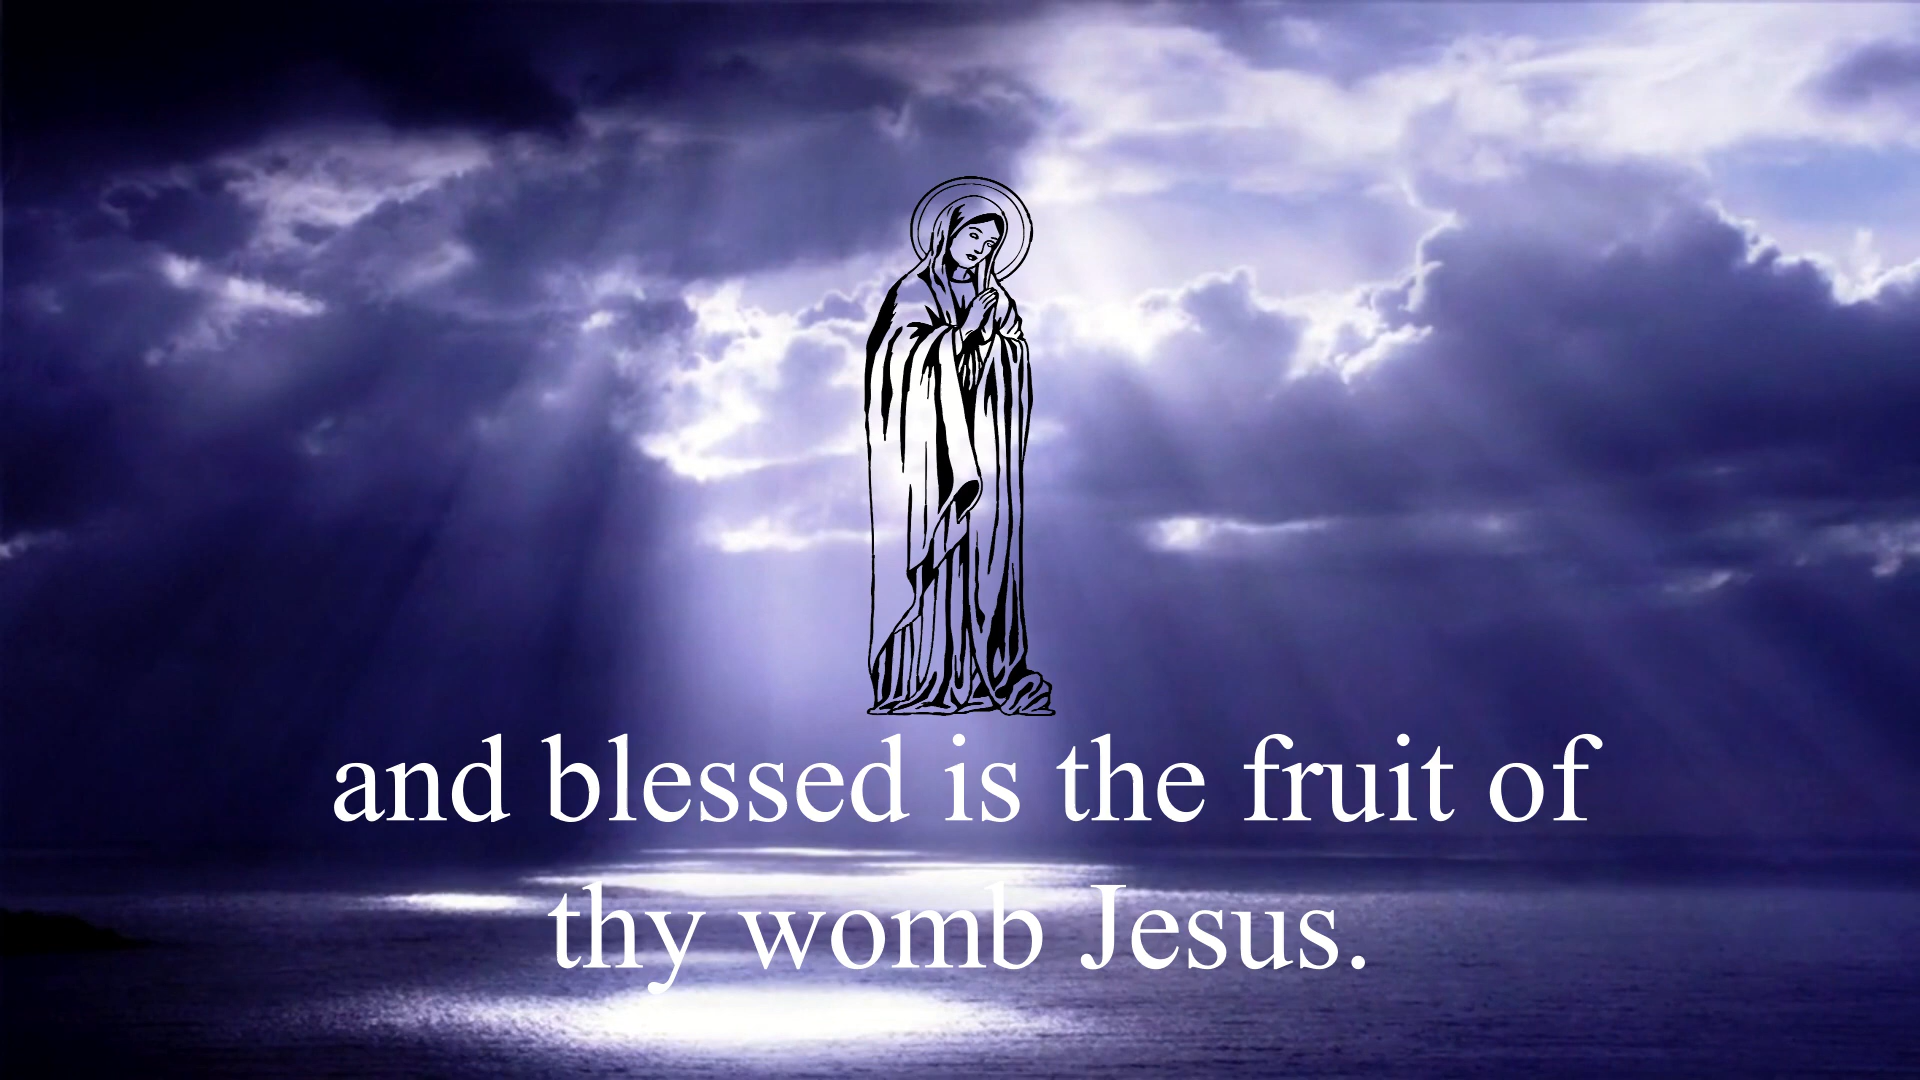 and blessed is the fruit of
thy womb Jesus.